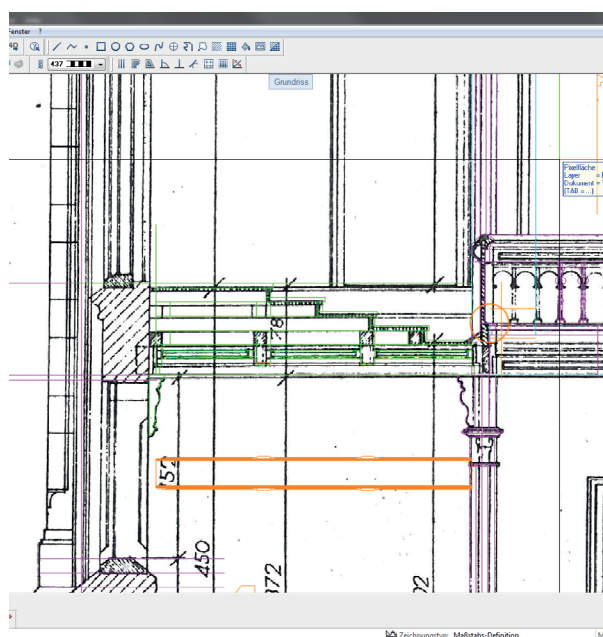 Fenster ?
437
Grundriss
Pixelfläche
Layer =
Dokument =
(TAB = ...)
78
152
450
372
Zeichnungstyp: Maßstabs-Definition